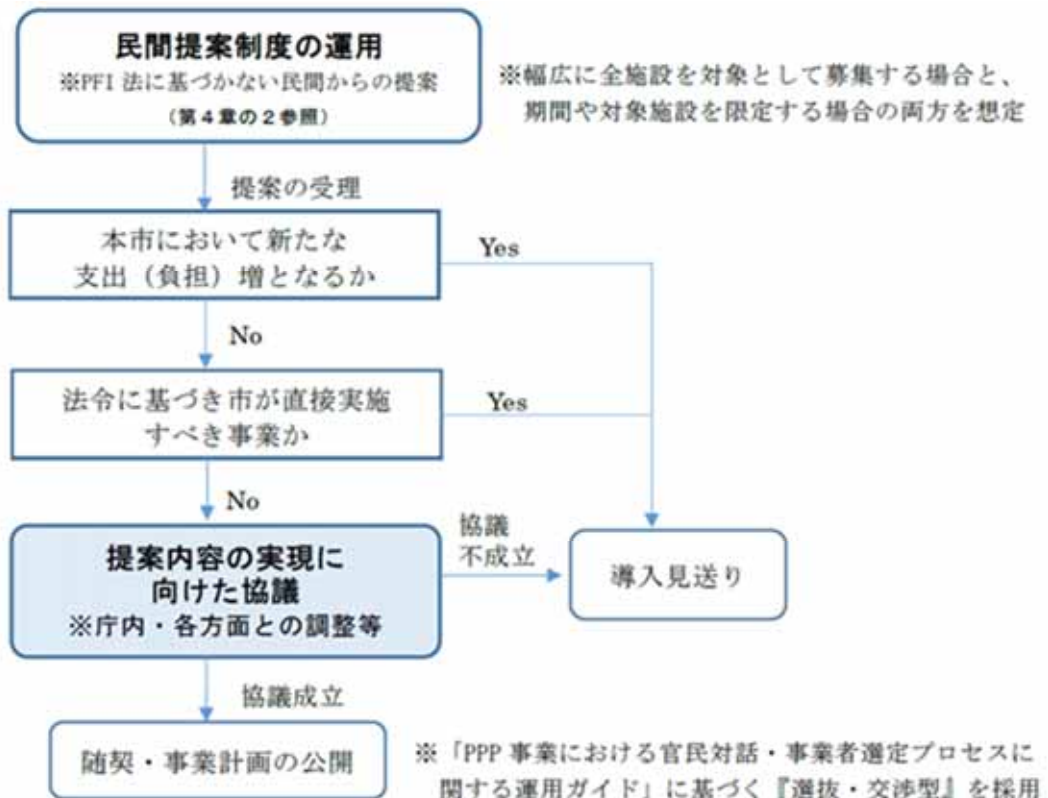 民間提案制度の運用
※PFI 法に基づかない民間からの提案
(第4章の2参照)
※幅広に全施設を対象として募集する場合と、
期間や対象施設を限定する場合の両方を想定
提案の受理
本市において新たな
支出（負担）増となるか
Yes
No
法令に基づき市が直接実施
すべき事業か
Yes
No
提案内容の実現に
向けた協議
※庁内・各方面との調整等
協議
不成立
導入見送り
協議成立
随契・事業計画の公開
※「PPP 事業における官民対話・事業者選定プロセスに
関する運用ガイド」に基づく『選抜・交渉型』を採用